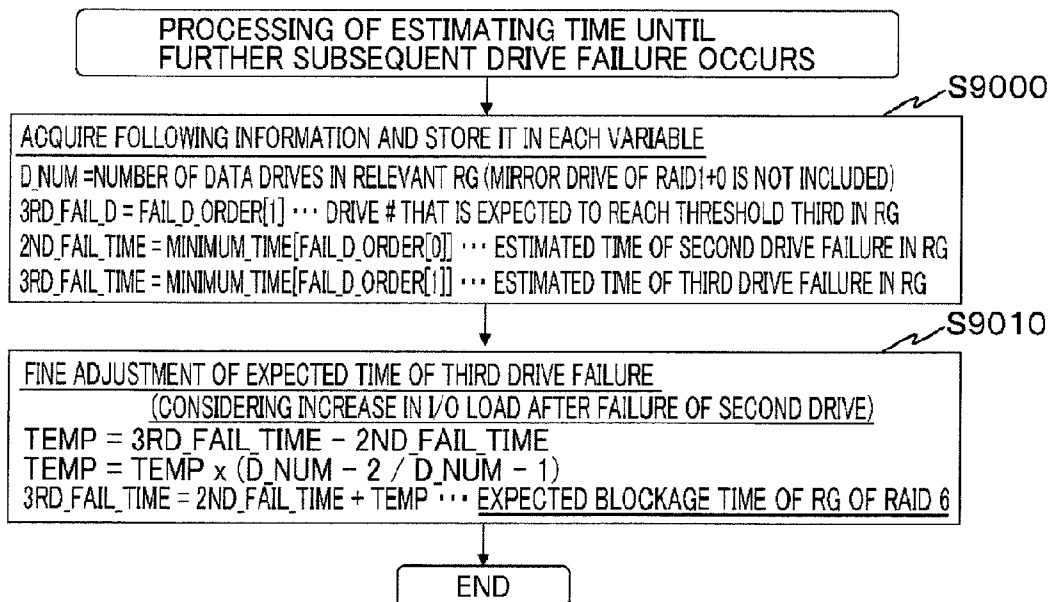 PROCESSING OF ESTIMATING TIME UNTIL
FURTHER SUBSEQUENT DRIVE FAILURE OCCURS
S9000
ACQUIRE FOLLOWING INFORMATION AND STORE IT IN EACH VARIABLE
D_NUM =NUMBER OF DATA DRIVES IN RELEVANT RG (MIRROR DRIVE OF RAID1+0 IS NOT INCLUDED)
3RD_FAIL_D = FAIL_D_ORDER[1] ··· DRIVE # THAT IS EXPECTED TO REACH THRESHOLD THIRD IN RG
2ND_FAIL_TIME = MINIMUM_TIME[FAIL_D_ORDER[0]] ··· ESTIMATED TIME OF SECOND DRIVE FAILURE IN RG
3RD_FAIL_TIME = MINIMUM_TIME[FAIL_D_ORDER[1]] ··· ESTIMATED TIME OF THIRD DRIVE FAILURE IN RG
S9010
FINE ADJUSTMENT OF EXPECTED TIME OF THIRD DRIVE FAILURE
(CONSIDERING INCREASE IN I/O LOAD AFTER FAILURE OF SECOND DRIVE)
TEMP = 3RD_FAIL_TIME - 2ND_FAIL_TIME
TEMP = TEMP x (D_NUM - 2 / D_NUM - 1)
3RD_FAIL_TIME = 2ND_FAIL_TIME + TEMP ··· EXPECTED BLOCKAGE TIME OF RG OF RAID 6
END